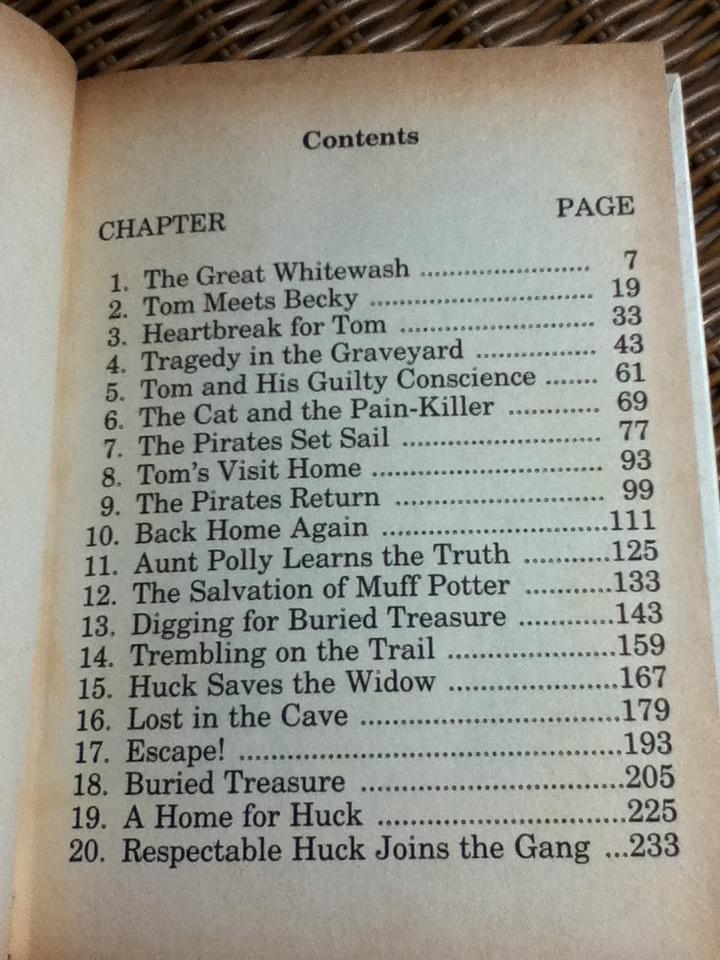 Contents
CHAPTER PAGE
1. The Great Whitewash ........................... 7
2. Tom Meets Becky .................................. 19
3. Heartbreak for Tom .............................. 33
4. Tragedy in the Graveyard ................. 43
5. Tom and His Guilty Conscience ....... 61
6. The Cat and the Pain-Killer ............ 69
7. The Pirates Set Sail .............................. 77
8. Tom's Visit Home .................................. 93
9. The Pirates Return .............................. 99
10. Back Home Again .................................111
11. Aunt Polly Learns the Truth ............125
12. The Salvation of Muff Potter ............133
13. Digging for Buried Treasure .............143
14. Trembling on the Trail .......................159
15. Huck Saves the Widow .......................167
16. Lost in the Cave ...................................179
17. Escape! ...................................................193
18. Buried Treasure ...................................205
19. A Home for Huck .................................225
20. Respectable Huck Joins the Gang ...233